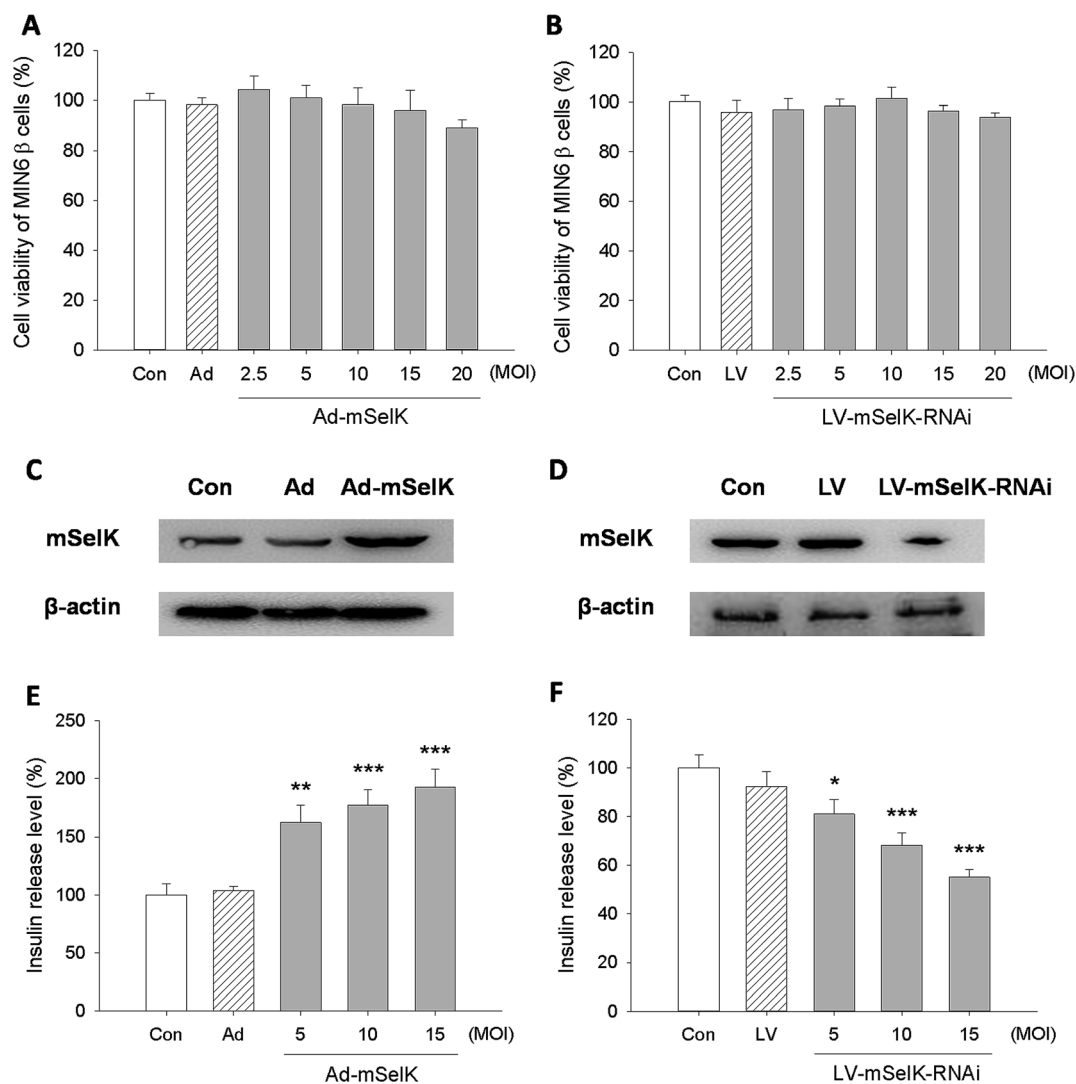 A
Cell viability of MIN6 β cells (%)
120
100
80
60
40
20
0
Con Ad 2.5 5 10 15 20 (MOI)
Ad-mSelK
B
Cell viability of MIN6 β cells (%)
120
100
80
60
40
20
0
Con LV 2.5 5 10 15 20 (MOI)
LV-mSelK-RNAi
C
Con Ad Ad-mSelK
mSelK
β-actin
D
Con LV LV-mSelK-RNAi
mSelK
β-actin
E
Insulin release level (%)
250
200
150
100
50
0
** *** ***
Con Ad 5 10 15 (MOI)
Ad-mSelK
F
Insulin release level (%)
120
100
80
60
40
20
0
* *** ***
Con LV 5 10 15 (MOI)
LV-mSelK-RNAi